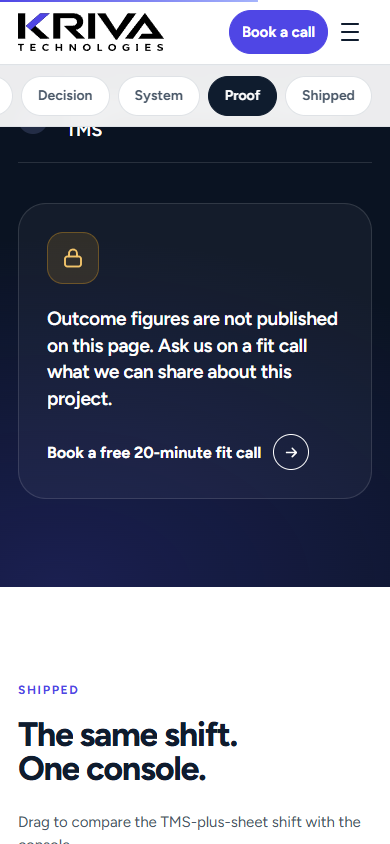 KRIVA
TECHNOLOGIES
Book a call
Decision
System
Proof
Shipped
TMS
Outcome figures are not published
on this page. Ask us on a fit call
what we can share about this
project.
Book a free 20-minute fit call
SHIPPED
The same shift.
One console.
Drag to compare the TMS-plus-sheet shift with the
console